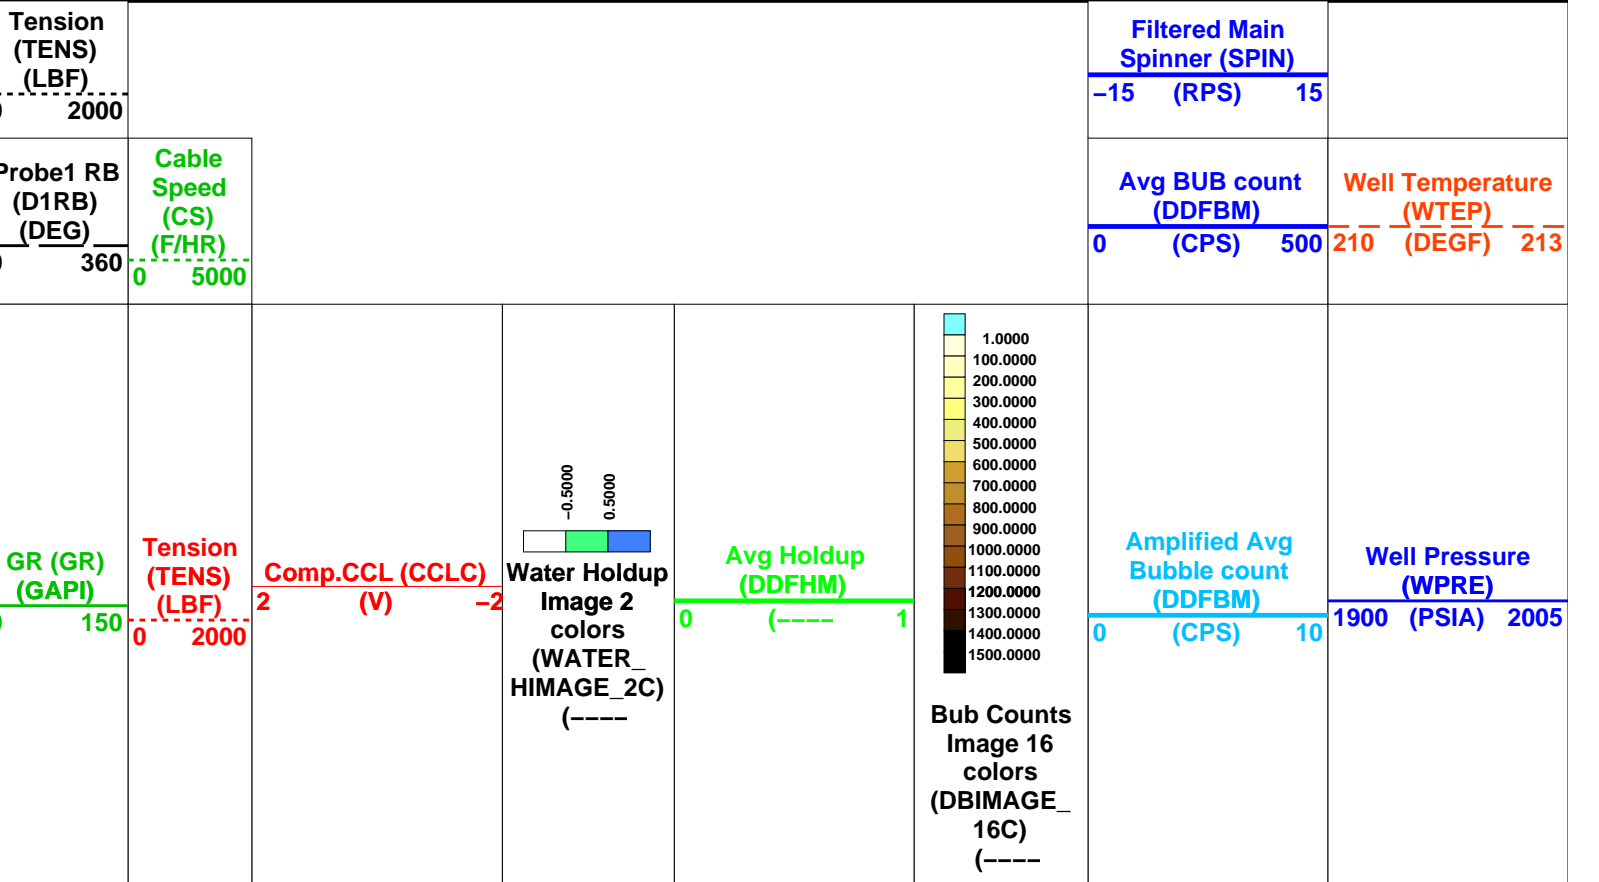 Tension
(TENS)
(LBF)
2000
Filtered Main
Spinner (SPIN)
−15 (RPS) 15
Probe1 RB
(D1RB)
(DEG)
360
Cable
Speed
(CS)
(F/HR)
0 5000
Avg BUB count
(DDFBM)
0 (CPS) 500
Well Temperature
(WTEP)
210 (DEGF) 213
GR (GR)
(GAPI)
150
Tension
(TENS)
(LBF)
0 2000
Comp.CCL (CCLC)
2 (V) −2
−0.5000
0.5000
Water Holdup
Image 2
colors
(WATER_
HIMAGE_2C)
(−−−−
Avg Holdup
(DDFHM)
0 (−−−− 1
1.0000
100.0000
200.0000
300.0000
400.0000
500.0000
600.0000
700.0000
800.0000
900.0000
1000.0000
1100.0000
1200.0000
1300.0000
1400.0000
1500.0000
Bub Counts
Image 16
colors
(DBIMAGE_
16C)
(−−−−
Amplified Avg
Bubble count
(DDFBM)
0 (CPS) 10
Well Pressure
(WPRE)
1900 (PSIA) 2005